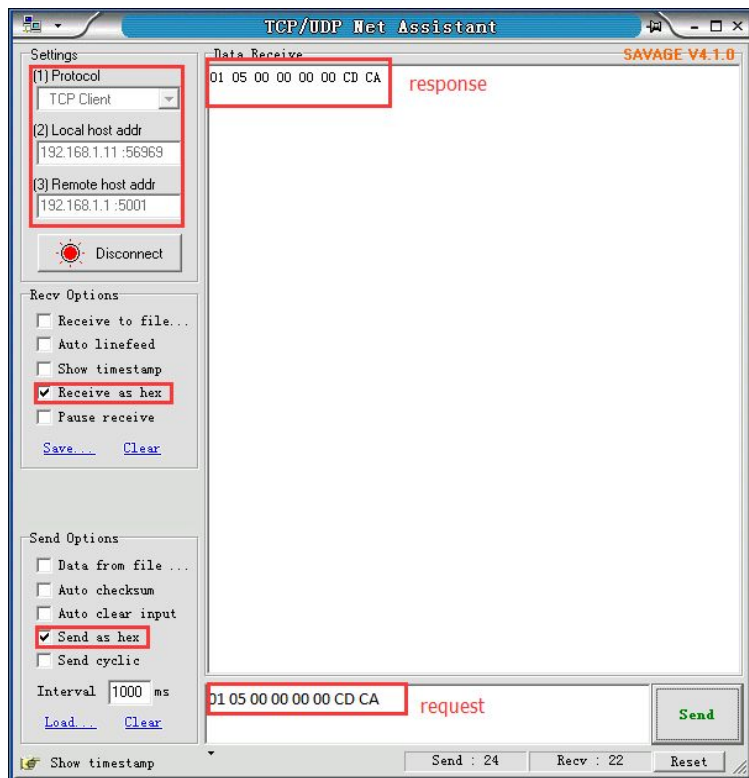 TCP/UDP Net Assistant
Settings
(1) Protocol
TCP Client
(2) Local host addr
192.168.1.11 :56969
(3) Remote host addr
192.168.1.1 :5001
Disconnect
Recv Options
Receive to file...
Auto linefeed
Show timestamp
Receive as hex
Pause receive
Save... Clear
Send Options
Data from file ...
Auto checksum
Auto clear input
Send as hex
Send cyclic
Interval 1000 ms
Load... Clear
Data Receive SAVAGE V4.1.0
01 05 00 00 00 00 CD CA
response
01 05 00 00 00 00 CD CA
request
Send
Show timestamp Send : 24 Recv : 22 Reset